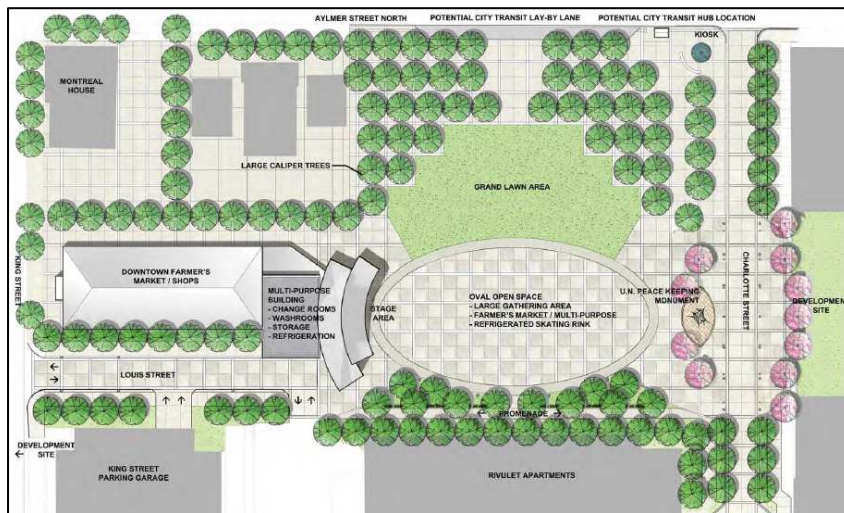 AYLMER STREET NORTH
POTENTIAL CITY TRANSIT LAY-BY LANE
POTENTIAL CITY TRANSIT HUB LOCATION
KIOSK
MONTREAL
HOUSE
LARGE CALIPER TREES
GRAND LAWN AREA
KING STREET
DOWNTOWN FARMER'S
MARKET / SHOPS
MULTI-PURPOSE
BUILDING
- CHANGE ROOMS
- WASHROOMS
- STORAGE
- REFRIGERATION
STAGE
AREA
OVAL OPEN SPACE
- LARGE GATHERING AREA
- FARMER'S MARKET / MULTI-PURPOSE
- REFRIGERATED SKATING RINK
U.N. PEACE KEEPING
MONUMENT
CHARLOTTE STREET
DEVELOPMENT
SITE
LOUIS STREET
PROMENADE
DEVELOPMENT
SITE
KING STREET
PARKING GARAGE
RIVULET APARTMENTS